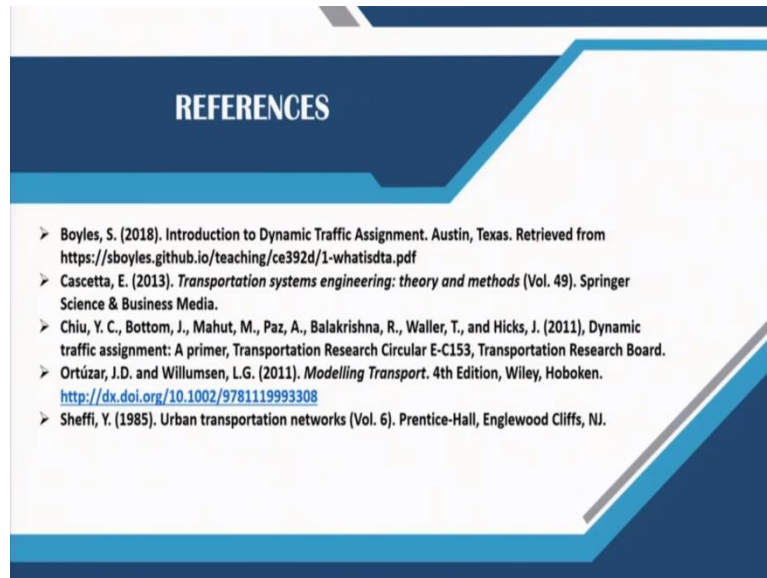 REFERENCES
➢ Boyles, S. (2018). Introduction to Dynamic Traffic Assignment. Austin, Texas. Retrieved from
https://sboyles.github.io/teaching/ce392d/1-whatisdta.pdf
➢ Cascetta, E. (2013). Transportation systems engineering: theory and methods (Vol. 49). Springer
Science & Business Media.
➢ Chiu, Y. C., Bottom, J., Mahut, M., Paz, A., Balakrishna, R., Waller, T., and Hicks, J. (2011), Dynamic
traffic assignment: A primer, Transportation Research Circular E-C153, Transportation Research Board.
➢ Ortúzar, J.D. and Willumsen, L.G. (2011). Modelling Transport. 4th Edition, Wiley, Hoboken.
http://dx.doi.org/10.1002/9781119993308
➢ Sheffi, Y. (1985). Urban transportation networks (Vol. 6). Prentice-Hall, Englewood Cliffs, NJ.